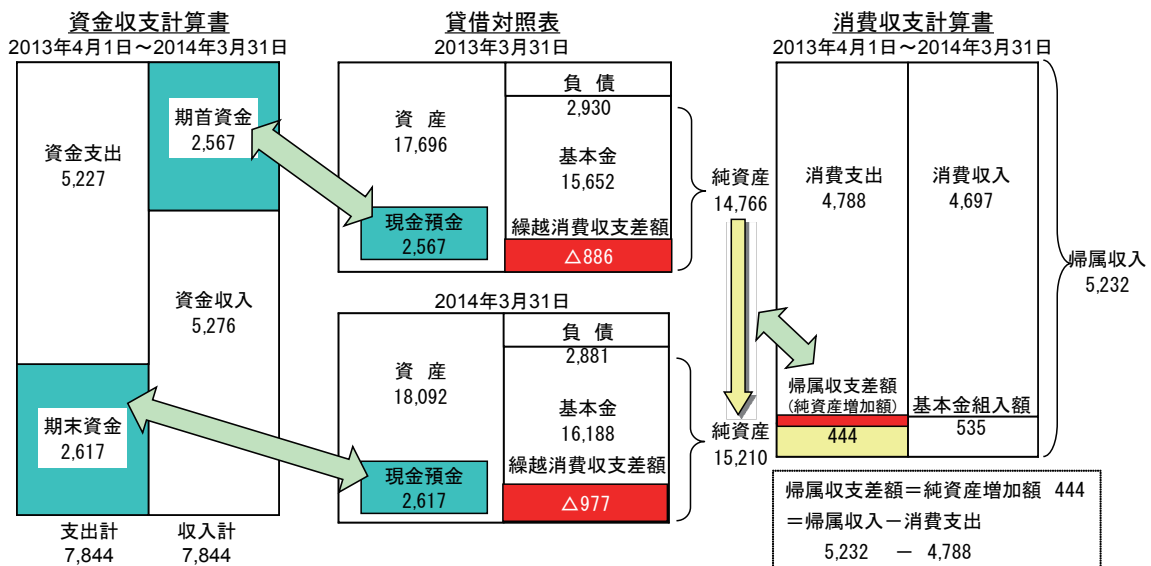 資金収支計算書
2013年4月1日～2014年3月31日
資金支出
5,227
期首資金
2,567
資金収入
5,276
期末資金
2,617
支出計
7,844
収入計
7,844
貸借対照表
2013年3月31日
資 産
17,696
現金預金
2,567
負 債
2,930
基本金
15,652
繰越消費収支差額
△886
純資産
14,766
2014年3月31日
資 産
18,092
現金預金
2,617
負 債
2,881
基本金
16,188
繰越消費収支差額
△977
純資産
15,210
消費収支計算書
2013年4月1日～2014年3月31日
消費支出
4,788
帰属収支差額
(純資産増加額)
444
消費収入
4,697
基本金組入額
535
帰属収入
5,232
帰属収支差額＝純資産増加額 444
＝帰属収入－消費支出
5,232 － 4,788